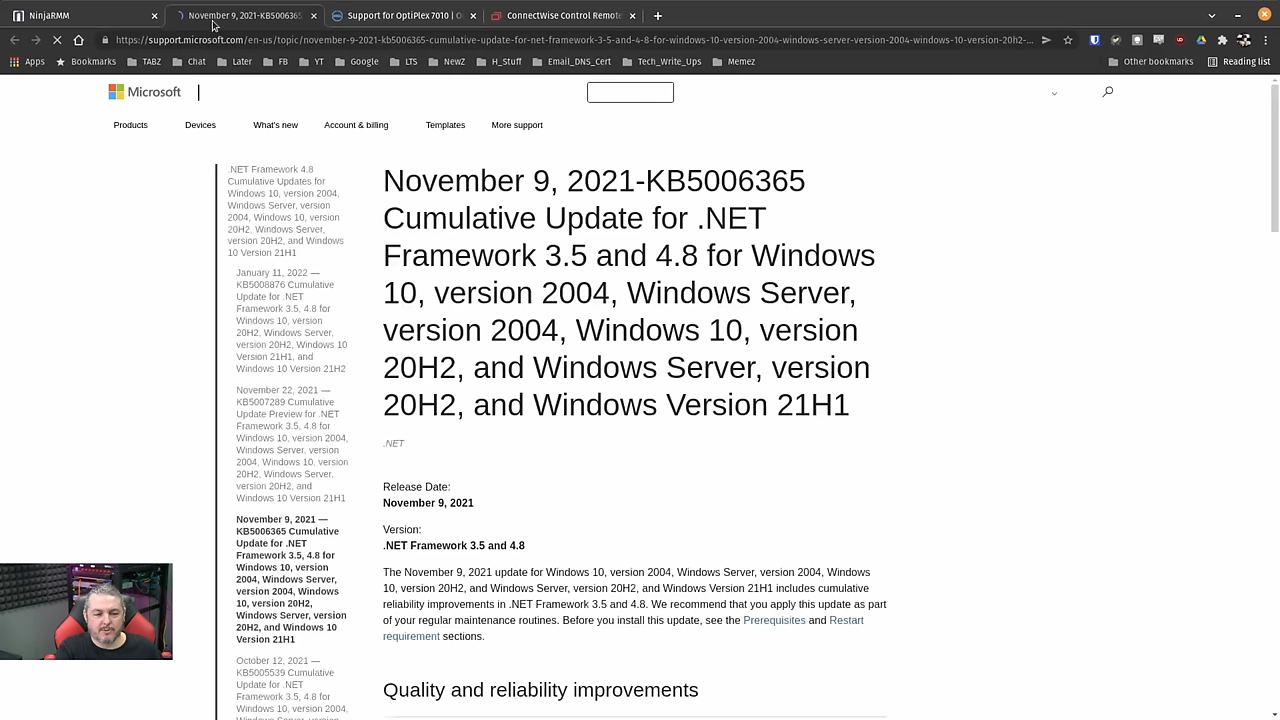 NinjaRMM
November 9, 2021-KB5006365
Support for OptiPlex 7010 | O
ConnectWise Control Remote
https://support.microsoft.com/en-us/topic/november-9-2021-kb5006365-cumulative-update-for-net-framework-3-5-and-4-8-for-windows-10-version-2004-windows-server-version-2004-windows-10-version-20h2-...
Apps
Bookmarks
TABZ
Chat
Later
FB
YT
Google
LTS
NewZ
H_Stuff
Email_DNS_Cert
Tech_Write_Ups
Memez
Other bookmarks
Reading list
Microsoft
Products
Devices
What's new
Account & billing
Templates
More support
.NET Framework 4.8
Cumulative Updates for
Windows 10, version 2004,
Windows Server, version
2004, Windows 10, version
20H2, Windows Server,
version 20H2, and Windows
10 Version 21H1
January 11, 2022 —
KB5008876 Cumulative
Update for .NET
Framework 3.5, 4.8 for
Windows 10, version
20H2, Windows Server,
version 20H2, Windows 10
Version 21H1, and
Windows 10 Version 21H2
November 22, 2021 —
KB5007289 Cumulative
Update Preview for .NET
Framework 3.5, 4.8 for
Windows 10, version 2004,
Windows Server, version
2004, Windows 10, version
20H2, Windows Server,
version 20H2, and
Windows 10 Version 21H1
November 9, 2021 —
KB5006365 Cumulative
Update for .NET
Framework 3.5, 4.8 for
Windows 10, version
2004, Windows Server,
version 2004, Windows
10, version 20H2,
Windows Server, version
20H2, and Windows 10
Version 21H1
October 12, 2021 —
KB5005539 Cumulative
Update for .NET
Framework 3.5, 4.8 for
Windows 10, version 2004,
Windows Server, version
November 9, 2021-KB5006365
Cumulative Update for .NET
Framework 3.5 and 4.8 for Windows
10, version 2004, Windows Server,
version 2004, Windows 10, version
20H2, and Windows Server, version
20H2, and Windows Version 21H1
.NET
Release Date:
November 9, 2021
Version:
.NET Framework 3.5 and 4.8
The November 9, 2021 update for Windows 10, version 2004, Windows Server, version 2004, Windows
10, version 20H2, and Windows Server, version 20H2, and Windows Version 21H1 includes cumulative
reliability improvements in .NET Framework 3.5 and 4.8. We recommend that you apply this update as part
of your regular maintenance routines. Before you install this update, see the Prerequisites and Restart
requirement sections.
Quality and reliability improvements